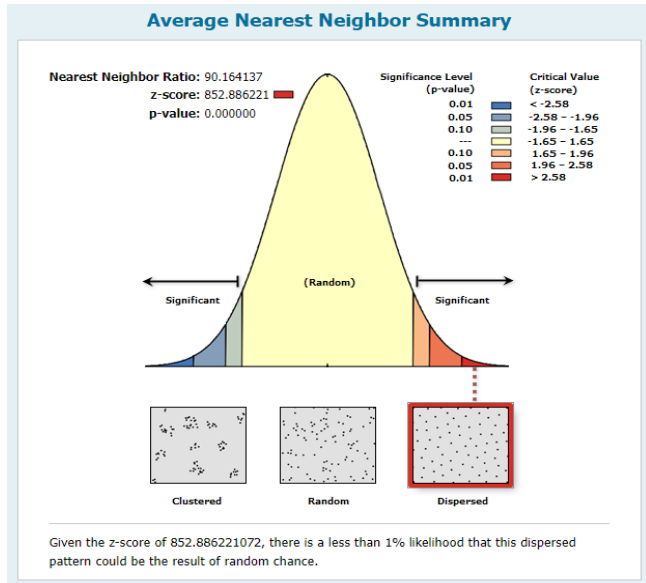 Average Nearest Neighbor Summary
Nearest Neighbor Ratio: 90.164137
z-score: 852.886221
p-value: 0.000000
Significance Level
(p-value)
Critical Value
(z-score)
0.01 < -2.58
0.05 -2.58 – -1.96
0.10 -1.96 – -1.65
--- -1.65 – 1.65
0.10 1.65 – 1.96
0.05 1.96 – 2.58
0.01 > 2.58
(Random)
Significant
Significant
Clustered
Random
Dispersed
Given the z-score of 852.886221072, there is a less than 1% likelihood that this dispersed
pattern could be the result of random chance.